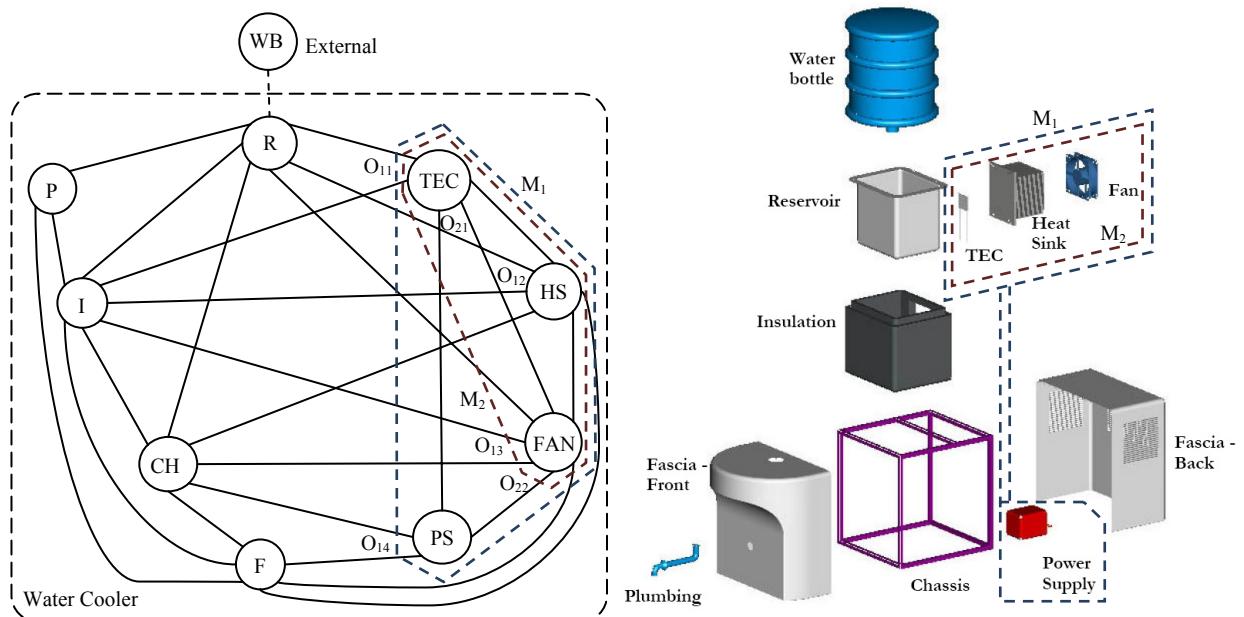 WB
External
R
O₁₁
TEC
M₁
P
O₂₁
O₁₂
HS
I
M₂
O₁₃
FAN
CH
O₂₂
PS
O₁₄
F
Water Cooler
Water
bottle
M₁
Fan
Reservoir
Heat
Sink
M₂
TEC
Insulation
Fascia -
Front
Fascia -
Back
Power
Supply
Chassis
Plumbing